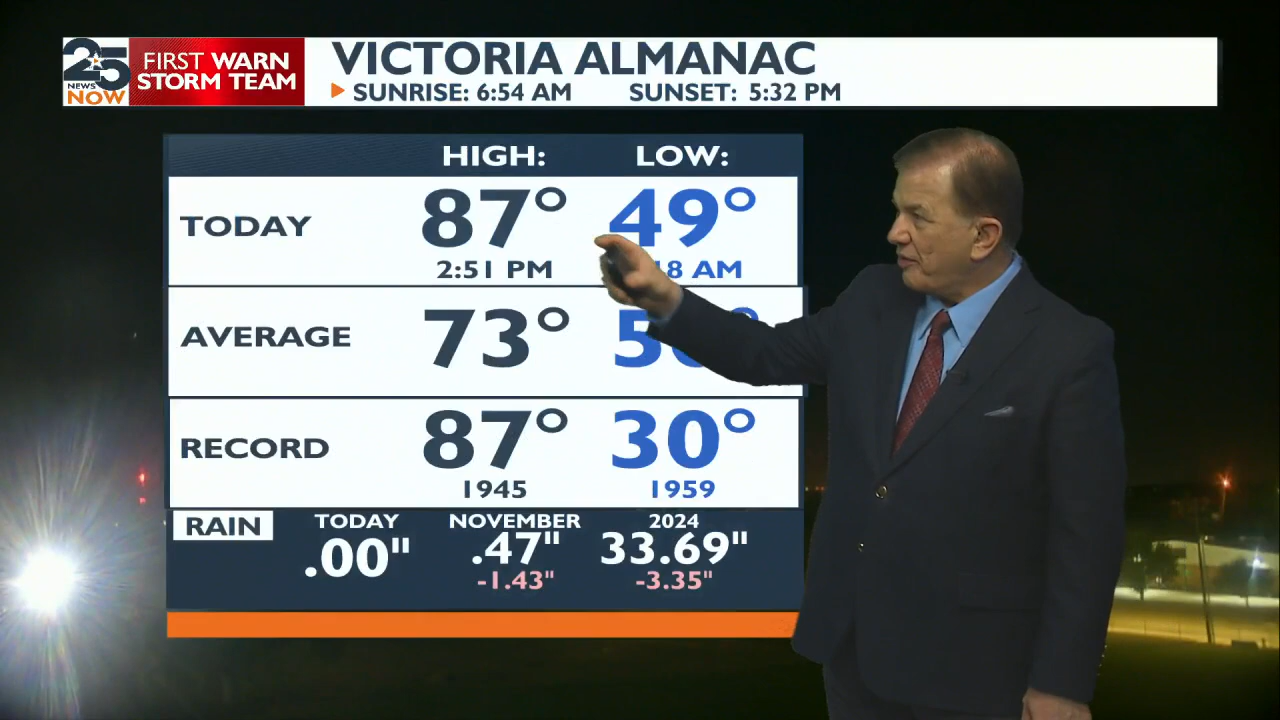 25
NEWS
NOW
FIRST WARN
STORM TEAM
VICTORIA ALMANAC
SUNRISE: 6:54 AM SUNSET: 5:32 PM
HIGH: LOW:
TODAY 87° 49°
2:51 PM 18 AM
AVERAGE 73°
RECORD 87° 30°
1945 1959
RAIN TODAY NOVEMBER 2024
.00" .47" 33.69"
-1.43" -3.35"